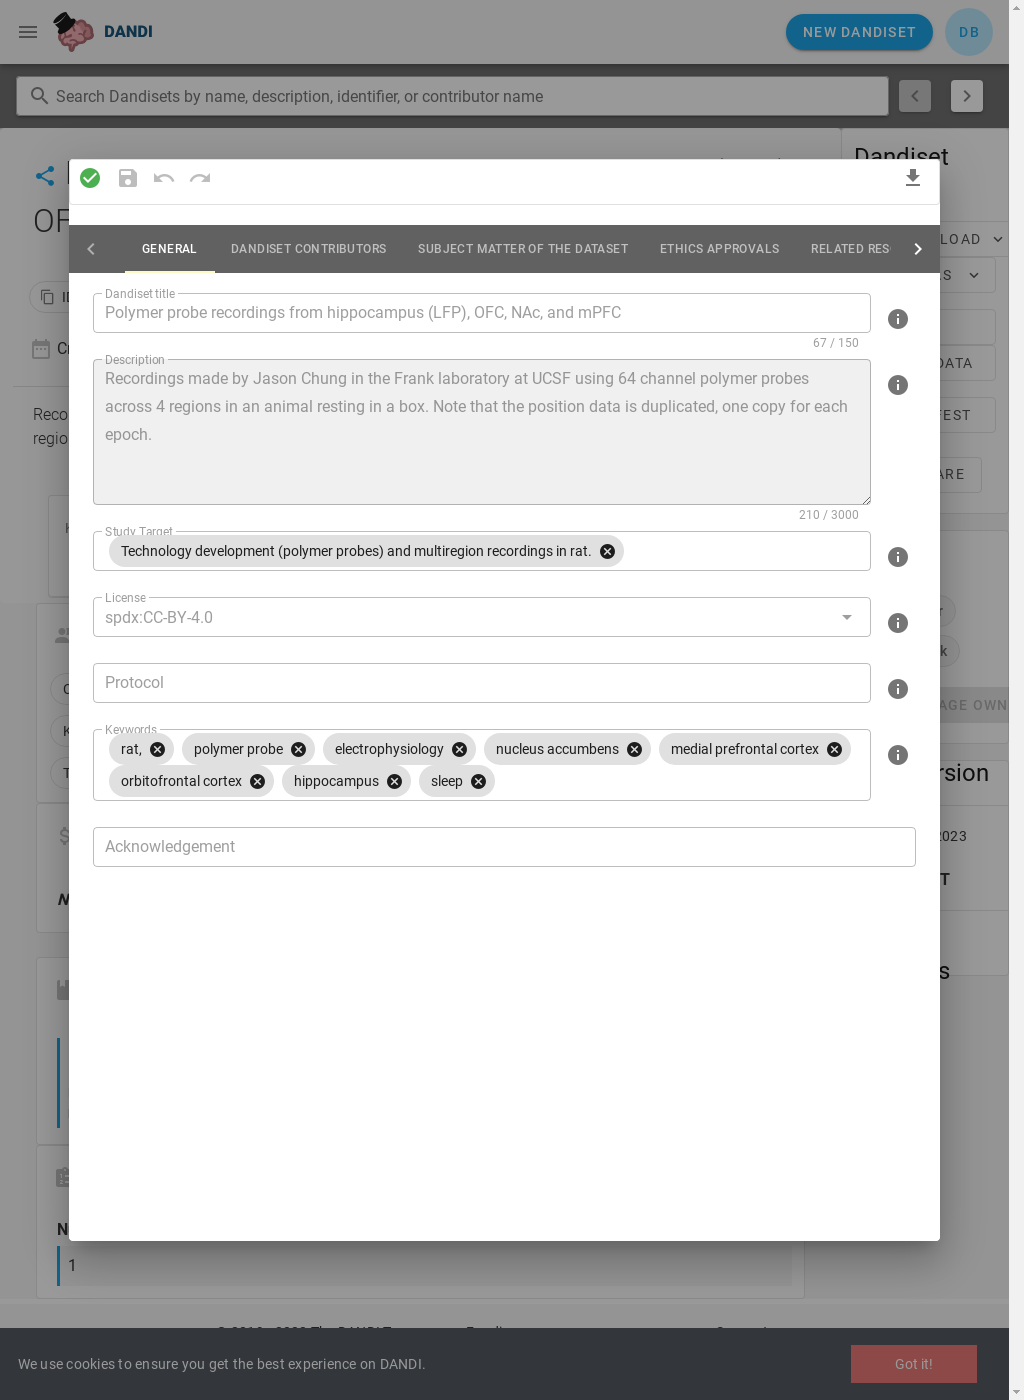 DANDI
NEW DANDISET
DB
Search Dandisets by name, description, identifier, or contributor name
Dandiset
OF
LOAD
GENERAL
DANDISET CONTRIBUTORS
SUBJECT MATTER OF THE DATASET
ETHICS APPROVALS
RELATED RES
Dandiset title
Polymer probe recordings from hippocampus (LFP), OFC, NAc, and mPFC
67 / 150
Description
Recordings made by Jason Chung in the Frank laboratory at UCSF using 64 channel polymer probes
across 4 regions in an animal resting in a box. Note that the position data is duplicated, one copy for each
epoch.
210 / 3000
Study Target
Technology development (polymer probes) and multiregion recordings in rat.
License
spdx:CC-BY-4.0
Protocol
Keywords
rat, polymer probe electrophysiology nucleus accumbens medial prefrontal cortex
orbitofrontal cortex hippocampus sleep
Acknowledgement
Reco
regio
DATA
FEST
ARE
AGE OWN
rsion
2023
T
s
N
1
We use cookies to ensure you get the best experience on DANDI.
Got it!